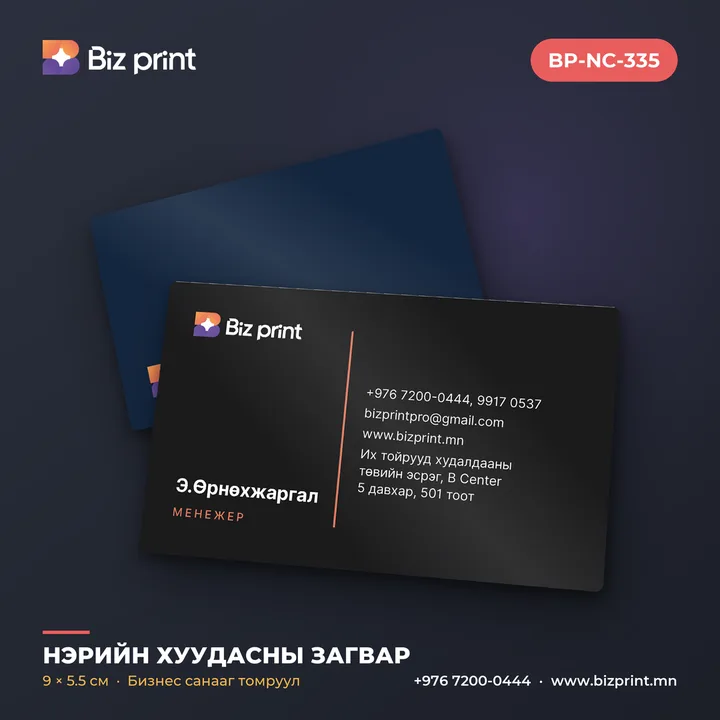 Biz print
BP-NC-335
Biz print
+976 7200-0444, 9917 0537
bizprintpro@gmail.com
www.bizprint.mn
Их тойрууд худалдааны
төвийн эсрэг, B Center
5 давхар, 501 тоот
Э.Өрнөхжаргал
МЕНЕЖЕР
НЭРИЙН ХУУДАСНЫ ЗАГВАР
9 × 5.5 см · Бизнес санааг томруул
+976 7200-0444 · www.bizprint.mn